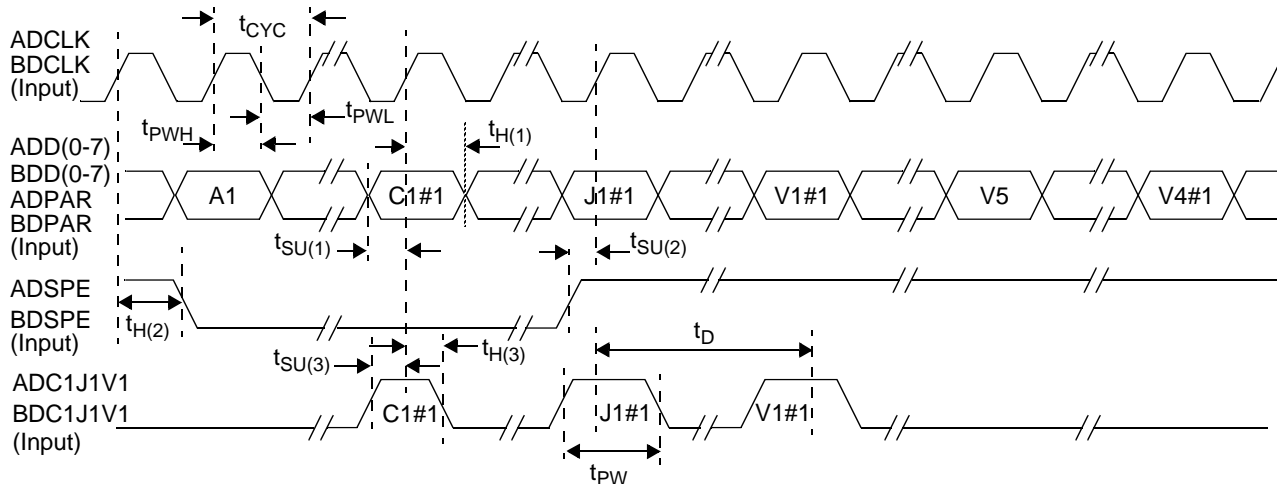 ADCLK
BDCLK
(Input)
tCYC
tPWH
tPWL
ADD(0-7)
BDD(0-7)
ADPAR
BDPAR
(Input)
tH(1)
A1
C1#1
J1#1
V1#1
V5
V4#1
tSU(1)
tSU(2)
ADSPE
BDSPE
(Input)
tH(2)
tSU(3)
tH(3)
tD
ADC1J1V1
BDC1J1V1
(Input)
C1#1
J1#1
V1#1
tPW